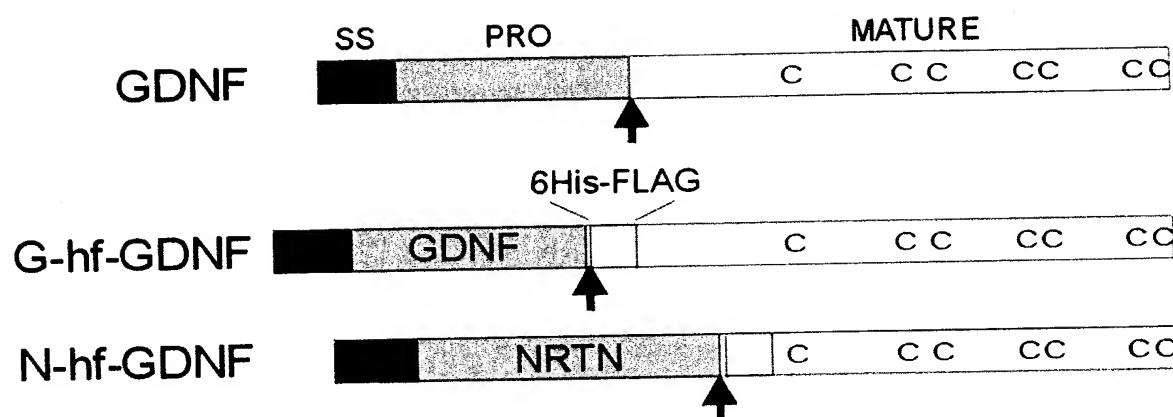 SS PRO MATURE
GDNF C C C CC CC
6His-FLAG
G-hf-GDNF GDNF C C C CC CC
N-hf-GDNF NRTN C C C CC CC